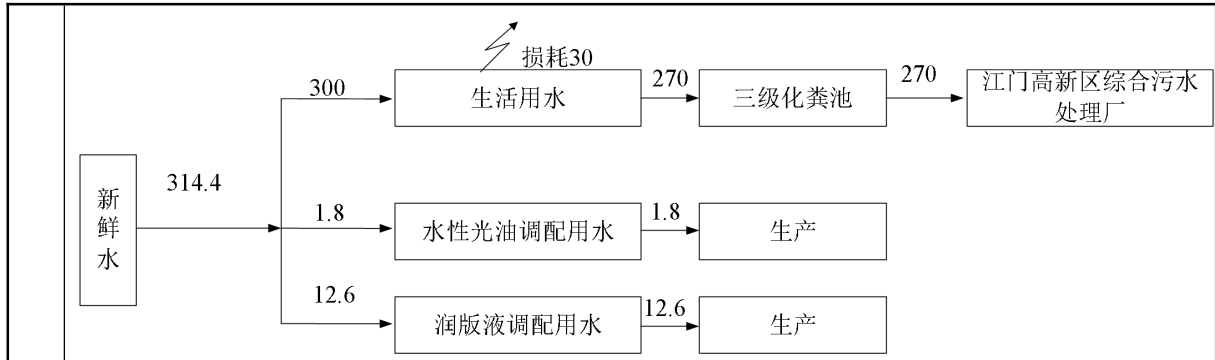 损耗30
300
生活用水
270
三级化粪池
270
江门高新区综合污水
处理厂
新
鲜
水
314.4
1.8
水性光油调配用水
1.8
生产
12.6
润版液调配用水
12.6
生产